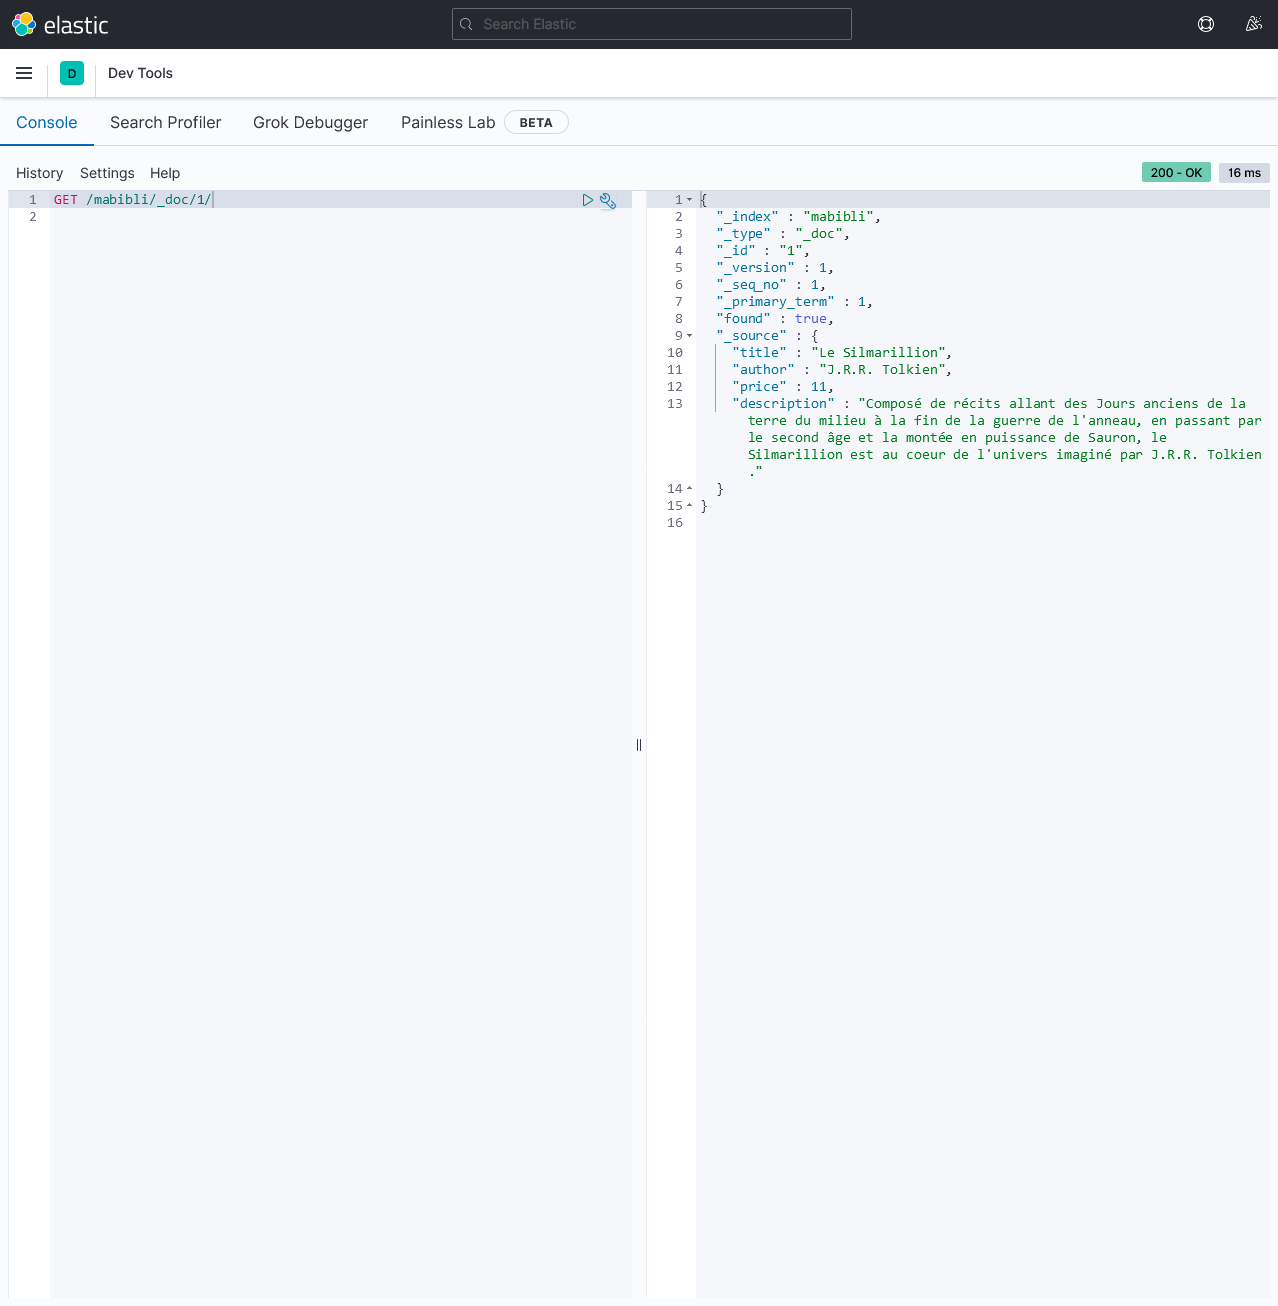 elastic
Search Elastic
D
Dev Tools
Console
Search Profiler
Grok Debugger
Painless Lab
BETA
History
Settings
Help
200 - OK
16 ms
1 GET /mabibli/_doc/1/
2
1 {
2 "_index" : "mabibli",
3 "_type" : "_doc",
4 "_id" : "1",
5 "_version" : 1,
6 "_seq_no" : 1,
7 "_primary_term" : 1,
8 "found" : true,
9 "_source" : {
10 "title" : "Le Silmarillion",
11 "author" : "J.R.R. Tolkien",
12 "price" : 11,
13 "description" : "Composé de récits allant des Jours anciens de la
terre du milieu à la fin de la guerre de l'anneau, en passant par
le second âge et la montée en puissance de Sauron, le
Silmarillion est au coeur de l'univers imaginé par J.R.R. Tolkien
."
14 }
15 }
16